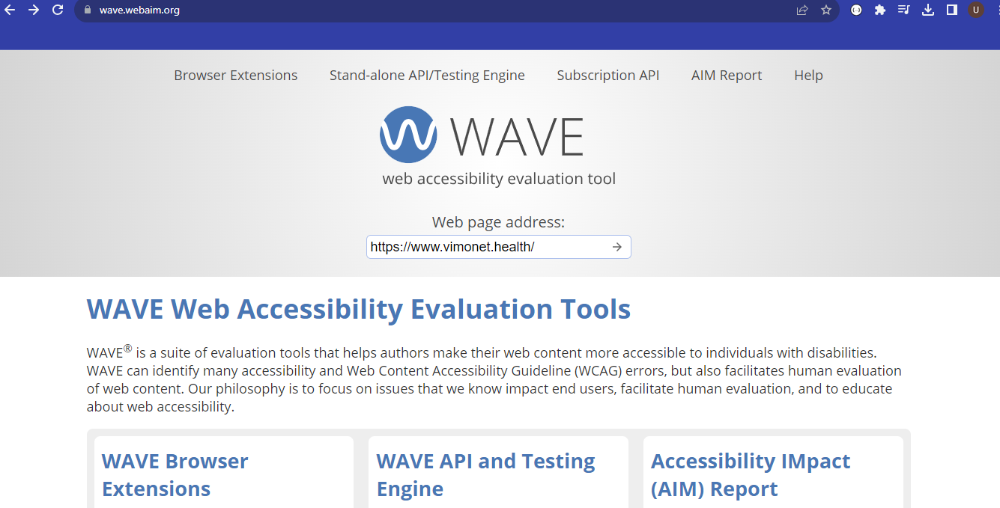 wave.webaim.org
U
Browser Extensions Stand-alone API/Testing Engine Subscription API AIM Report Help
WAVE
web accessibility evaluation tool
Web page address:
https://www.vimonet.health/
WAVE Web Accessibility Evaluation Tools
WAVE® is a suite of evaluation tools that helps authors make their web content more accessible to individuals with disabilities.
WAVE can identify many accessibility and Web Content Accessibility Guideline (WCAG) errors, but also facilitates human evaluation
of web content. Our philosophy is to focus on issues that we know impact end users, facilitate human evaluation, and to educate
about web accessibility.
WAVE Browser
Extensions
WAVE API and Testing
Engine
Accessibility IMpact
(AIM) Report